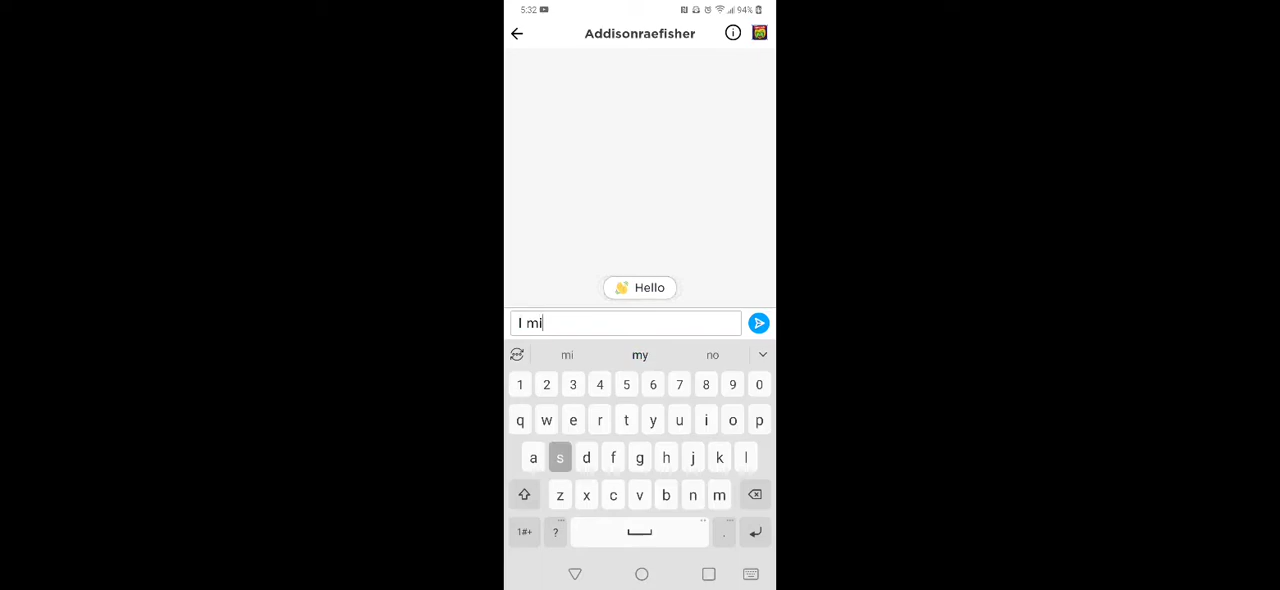 5:32 94%
Addisonraefisher
Hello
I mi
mi my no
1 2 3 4 5 6 7 8 9 0
q w e r t y u i o p
a s d f g h j k l
z x c v b n m
1#+ ? .